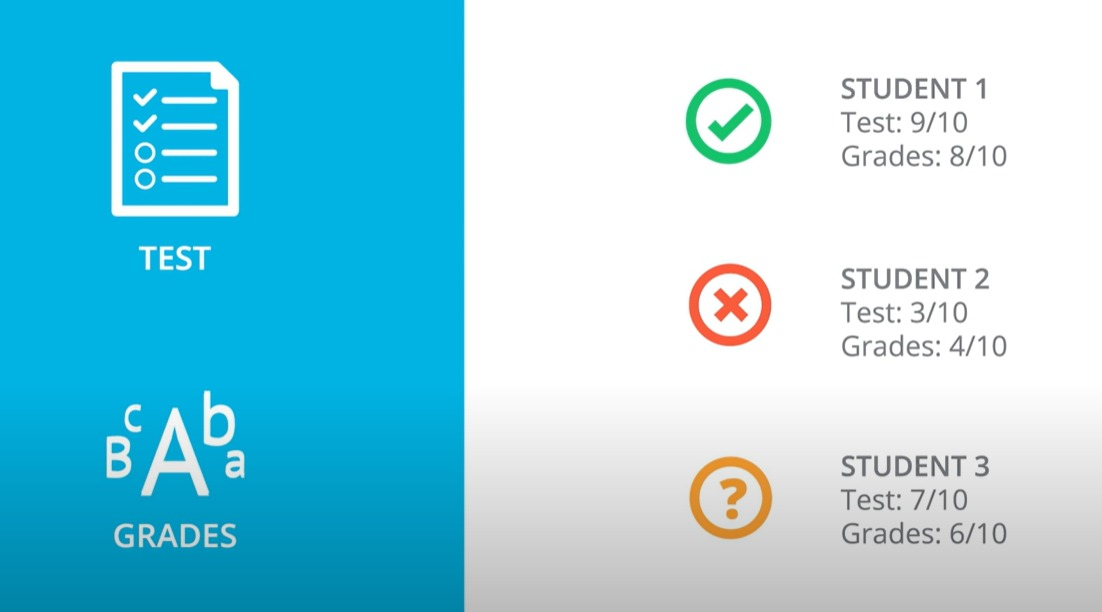 TEST
GRADES
STUDENT 1
Test: 9/10
Grades: 8/10
STUDENT 2
Test: 3/10
Grades: 4/10
STUDENT 3
Test: 7/10
Grades: 6/10
c
b
B
A
a